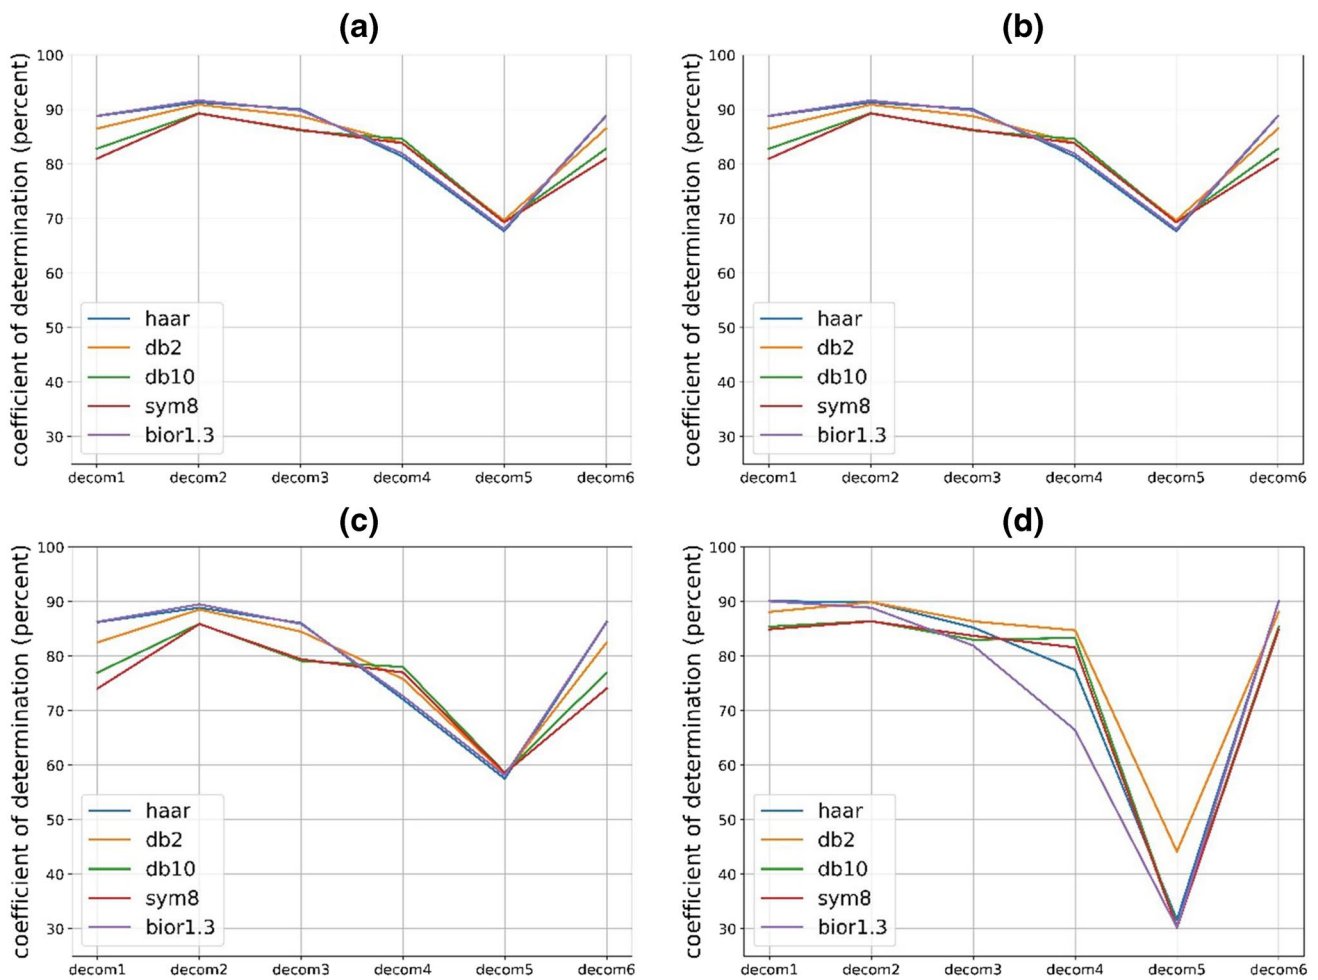 (a)
coefficient of determination (percent)
100
90
80
70
60
50
40
30
haar
db2
db10
sym8
bior1.3
decom1 decom2 decom3 decom4 decom5 decom6
(b)
coefficient of determination (percent)
100
90
80
70
60
50
40
30
haar
db2
db10
sym8
bior1.3
decom1 decom2 decom3 decom4 decom5 decom6
(c)
coefficient of determination (percent)
100
90
80
70
60
50
40
30
haar
db2
db10
sym8
bior1.3
decom1 decom2 decom3 decom4 decom5 decom6
(d)
coefficient of determination (percent)
100
90
80
70
60
50
40
30
haar
db2
db10
sym8
bior1.3
decom1 decom2 decom3 decom4 decom5 decom6